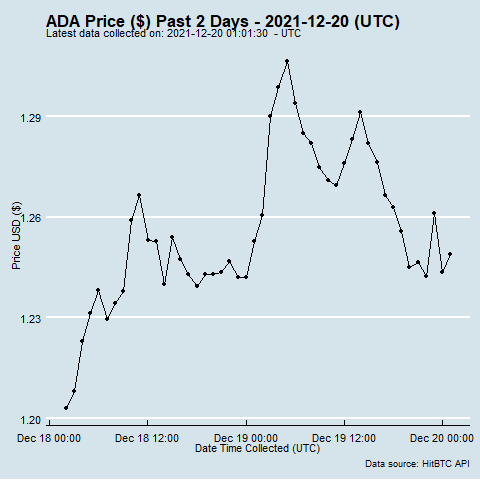 ADA Price ($) Past 2 Days - 2021-12-20 (UTC)
Latest data collected on: 2021-12-20 01:01:30 - UTC
1.29
1.26
1.23
1.20
Price USD ($)
Dec 18 00:00 Dec 18 12:00 Dec 19 00:00 Dec 19 12:00 Dec 20 00:00
Date Time Collected (UTC)
Data source: HitBTC API